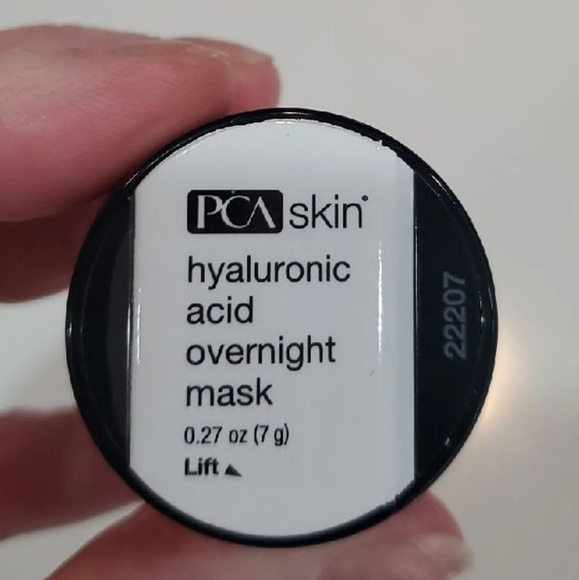 PCA skin®
hyaluronic
acid
overnight
mask
0.27 oz (7 g)
Lift
22207